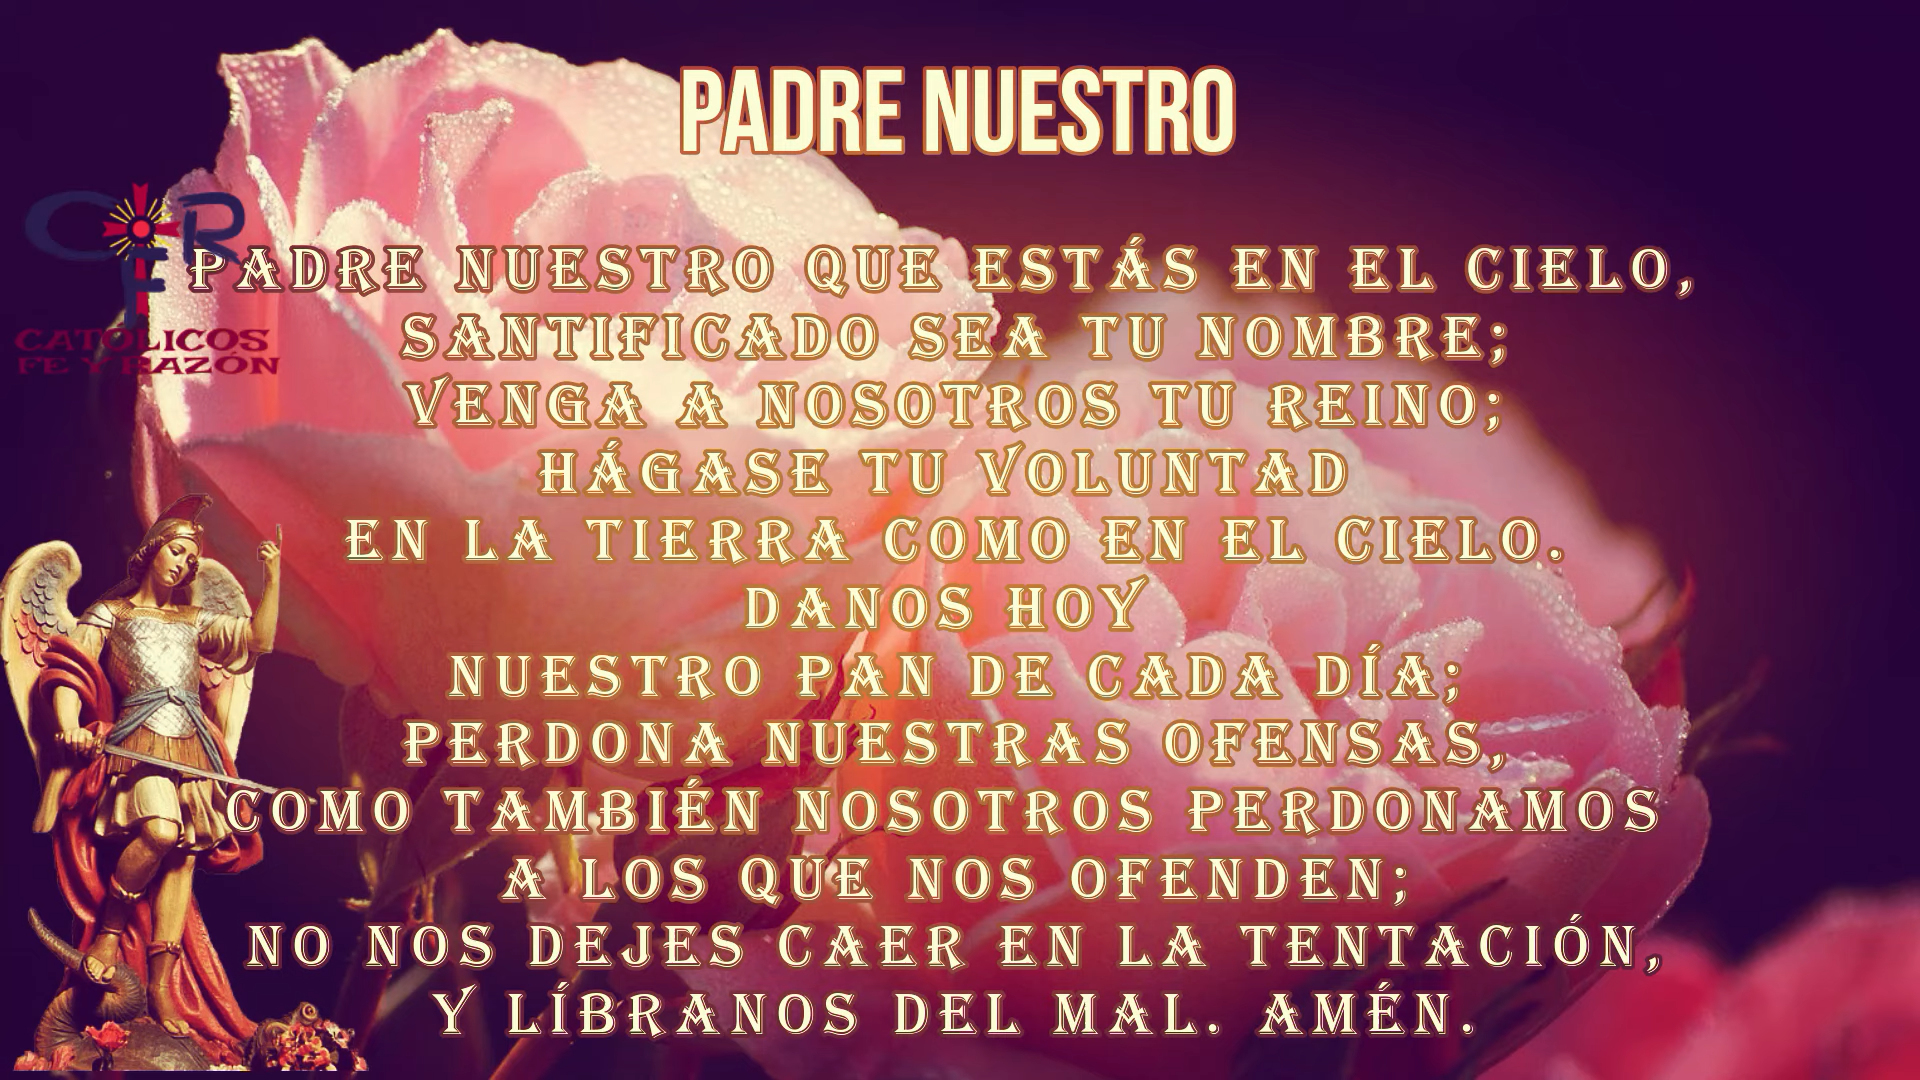 PADRE NUESTRO
CFR
CATOLICOS
FE Y RAZÓN
PADRE NUESTRO QUE ESTÁS EN EL CIELO,
SANTIFICADO SEA TU NOMBRE;
VENGA A NOSOTROS TU REINO;
HÁGASE TU VOLUNTAD
EN LA TIERRA COMO EN EL CIELO.
DANOS HOY
NUESTRO PAN DE CADA DÍA;
PERDONA NUESTRAS OFENSAS,
COMO TAMBIÉN NOSOTROS PERDONAMOS
A LOS QUE NOS OFENDEN;
NO NOS DEJES CAER EN LA TENTACIÓN,
Y LÍBRANOS DEL MAL. AMÉN.